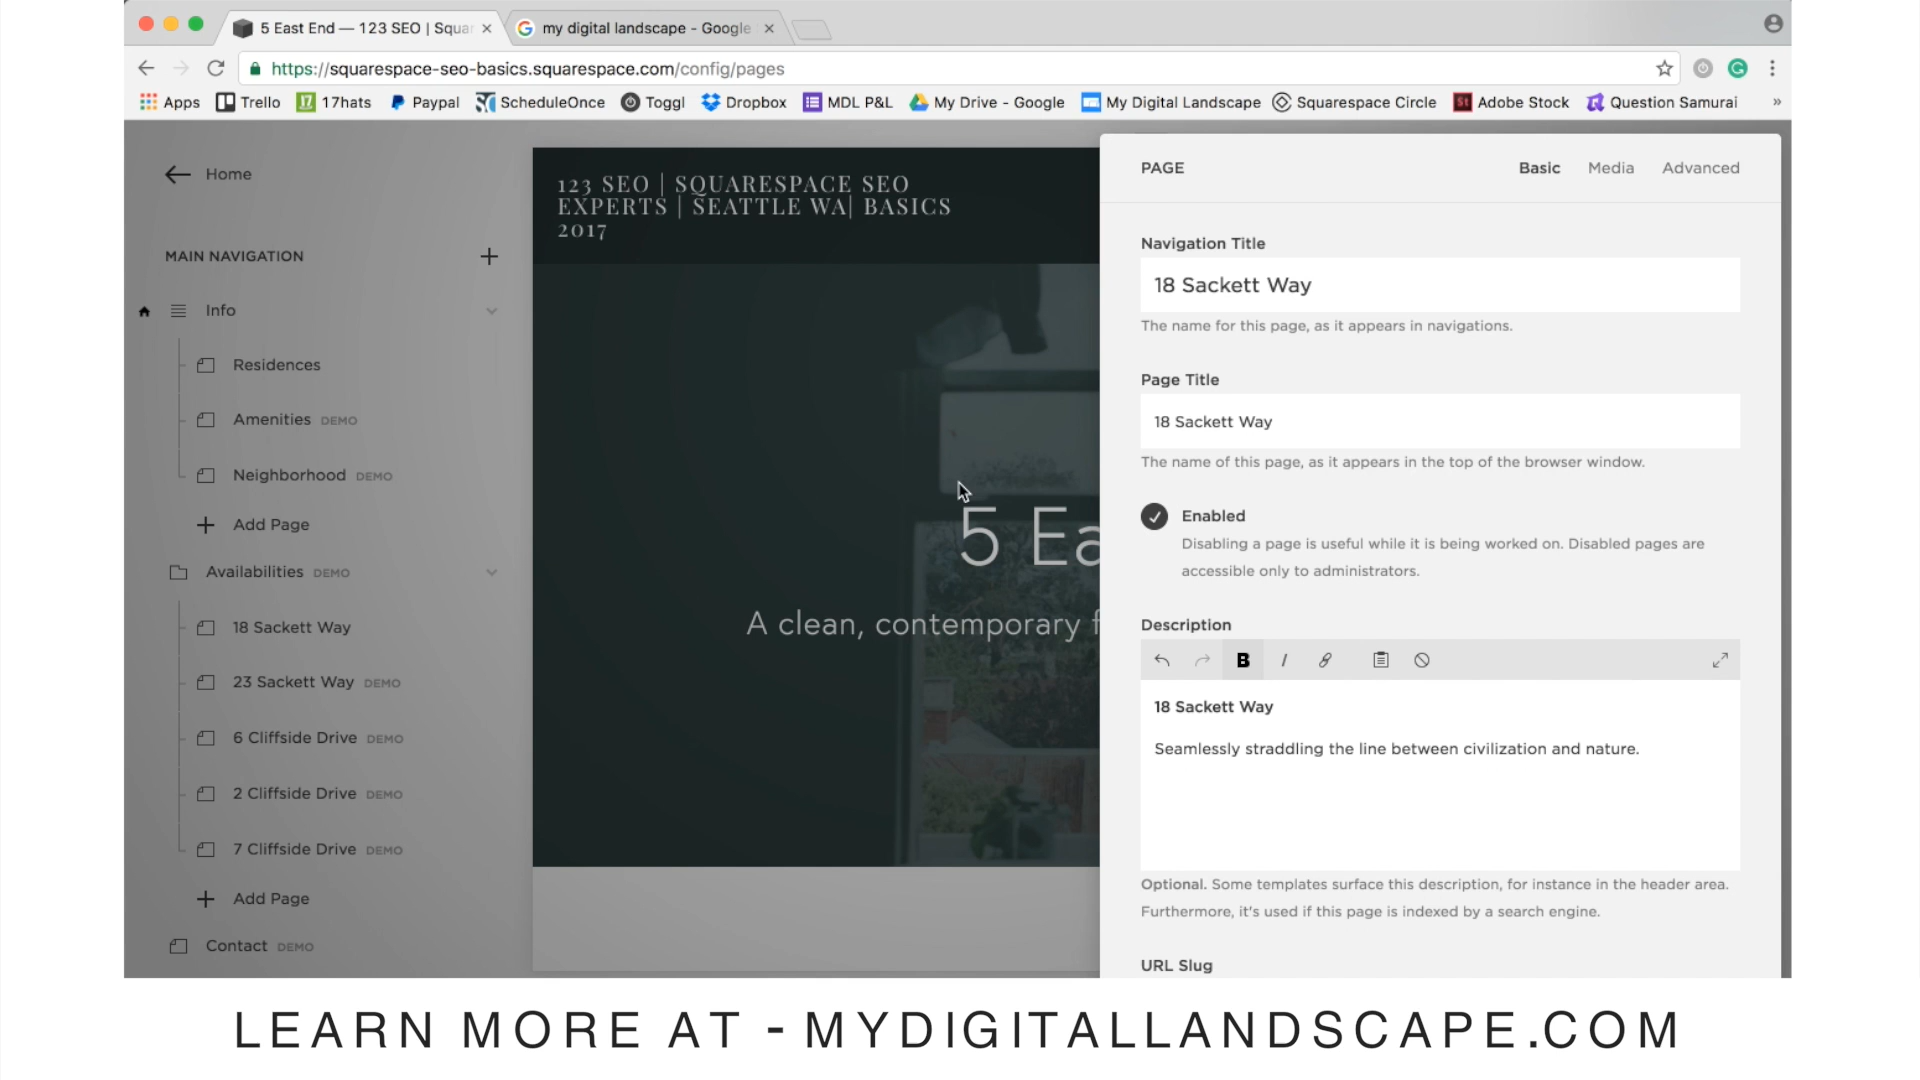 5 East End — 123 SEO | Squar
my digital landscape - Google
https://squarespace-seo-basics.squarespace.com/config/pages
Apps
Trello
17hats
Paypal
ScheduleOnce
Toggl
Dropbox
MDL P&L
My Drive - Google
My Digital Landscape
Squarespace Circle
Adobe Stock
Question Samurai
»
Home
MAIN NAVIGATION
Info
Residences
Amenities DEMO
Neighborhood DEMO
Add Page
Availabilities DEMO
18 Sackett Way
23 Sackett Way DEMO
6 Cliffside Drive DEMO
2 Cliffside Drive DEMO
7 Cliffside Drive DEMO
Add Page
Contact DEMO
123 SEO | SQUARESPACE SEO
EXPERTS | SEATTLE WA| BASICS
2017
5 Ea
A clean, contemporary f
PAGE
Basic
Media
Advanced
Navigation Title
18 Sackett Way
The name for this page, as it appears in navigations.
Page Title
18 Sackett Way
The name of this page, as it appears in the top of the browser window.
Enabled
Disabling a page is useful while it is being worked on. Disabled pages are
accessible only to administrators.
Description
B I
18 Sackett Way
Seamlessly straddling the line between civilization and nature.
Optional. Some templates surface this description, for instance in the header area.
Furthermore, it's used if this page is indexed by a search engine.
URL Slug
LEARN MORE AT - MYDIGITALLANDSCAPE.COM